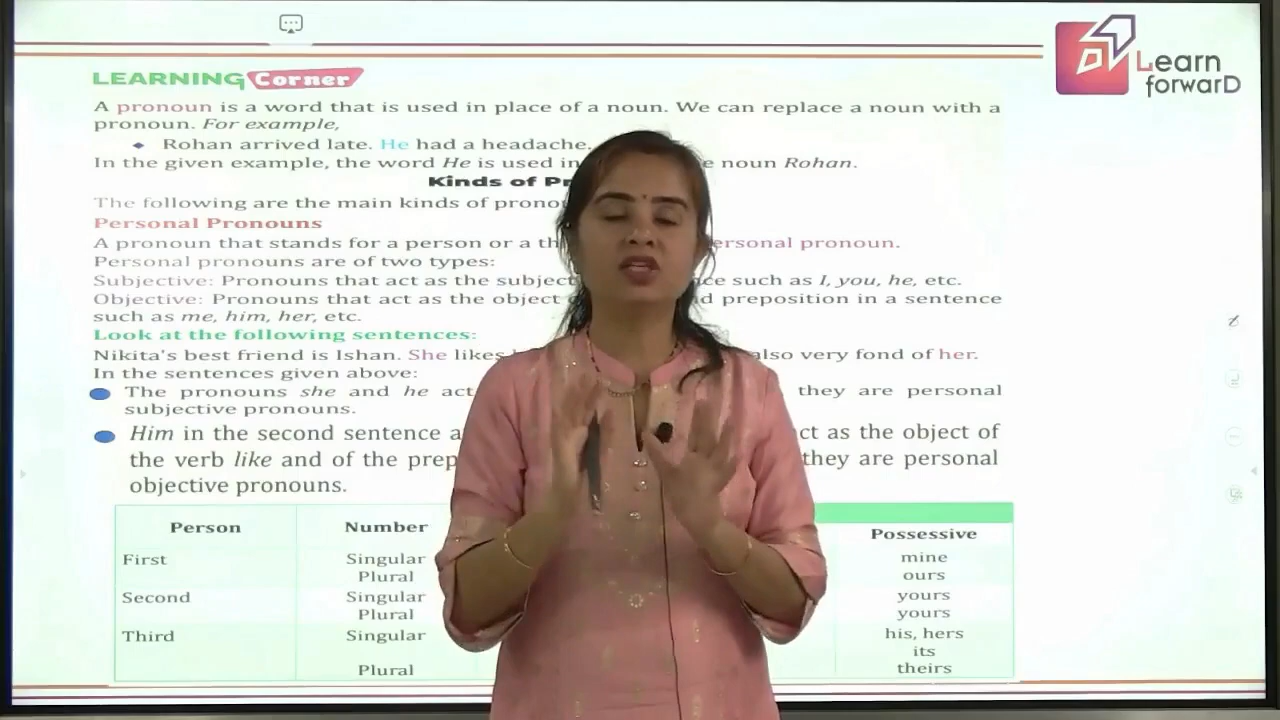 LEARNING Corner
Learn
forwarD
A pronoun is a word that is used in place of a noun. We can replace a noun with a
pronoun. For example,
Rohan arrived late. He had a headache.
In the given example, the word He is used in noun Rohan.
Kinds of
The following are the main kinds of
Personal Pronouns
A pronoun that stands for a person or a personal pronoun.
Personal pronouns are of two types:
Subjective: Pronouns that act as the such as I, you, he, etc.
Objective: Pronouns that act as the object preposition in a sentence
such as me, him, her, etc.
Look at the following sentences:
Nikita's best friend is Ishan. She likes also very fond of her.
In the sentences given above:
The pronouns she and he act they are personal
subjective pronouns.
Him in the second sentence as the object of
the verb like and of the they are personal
objective pronouns.
Person Number
Possessive
First Singular mine
Plural ours
Second Singular yours
Plural yours
Third Singular his, hers
its
Plural theirs